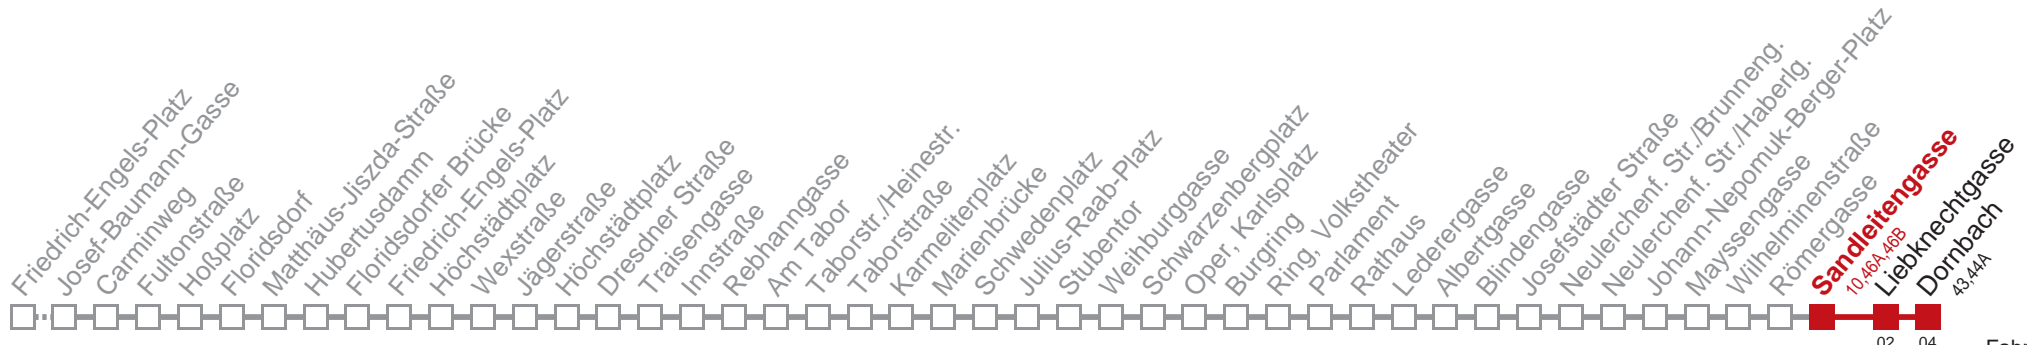 Friedrich-Engels-Platz
Josef-Baumann-Gasse
Carminweg
Fultonstraße
Hoßplatz
Floridsdorf
Matthäus-Jiszda-Straße
Hubertusdamm
Floridsdorfer Brücke
Friedrich-Engels-Platz
Höchstädtplatz
Wexstraße
Jägerstraße
Höchstädtplatz
Dresdner Straße
Traisengasse
Innstraße
Rebhanngasse
Am Tabor
Taborstr./Heinestr.
Taborstraße
Karmeliterplatz
Marienbrücke
Schwedenplatz
Julius-Raab-Platz
Stubentor
Weihburggasse
Schwarzenbergplatz
Oper, Karlsplatz
Burgring
Ring, Volkstheater
Parlament
Rathaus
Lederergasse
Albertgasse
Blindengasse
Josefstädter Straße
Neulerchenf. Str./Brunneng.
Neulerchenf. Str./Haberlg.
Johann-Nepomuk-Berger-Platz
Mayssengasse
Wilhelminenstraße
Römergasse
Sandleitengasse
10,46A,46B
Liebknechtgasse
Dornbach
43,44A
02 04